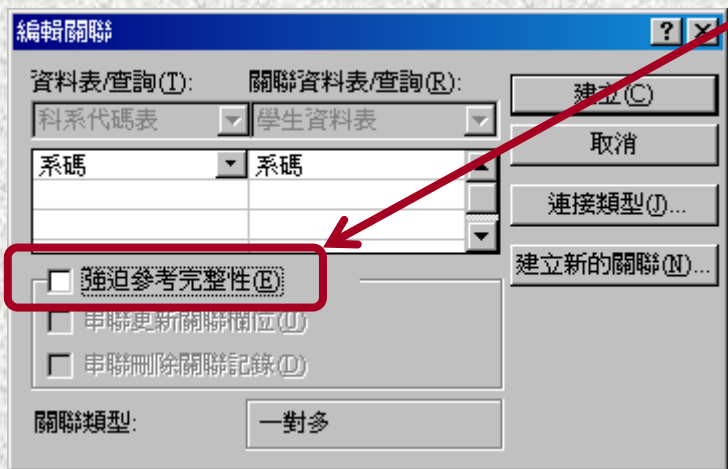 編輯關聯
資料表/查詢(T): 關聯資料表/查詢(R):
科系代碼表 學生資料表
系碼 系碼
建立(C)
取消
連接類型(J)...
建立新的關聯(N)...
強迫參考完整性(E)
串聯更新關聯欄位(U)
串聯刪除關聯記錄(D)
關聯類型: 一對多